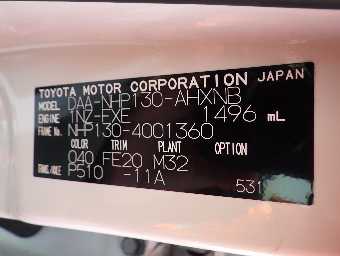 TOYOTA MOTOR CORPORATION JAPAN
MODEL DAA-NHP130-AHXNB
ENGINE 1NZ-FXE 1496 mL
FRAME No. NHP130-4001360
COLOR TRIM PLANT OPTION
040 FE20 M32
TRANS/AXLE P510 -11A
531